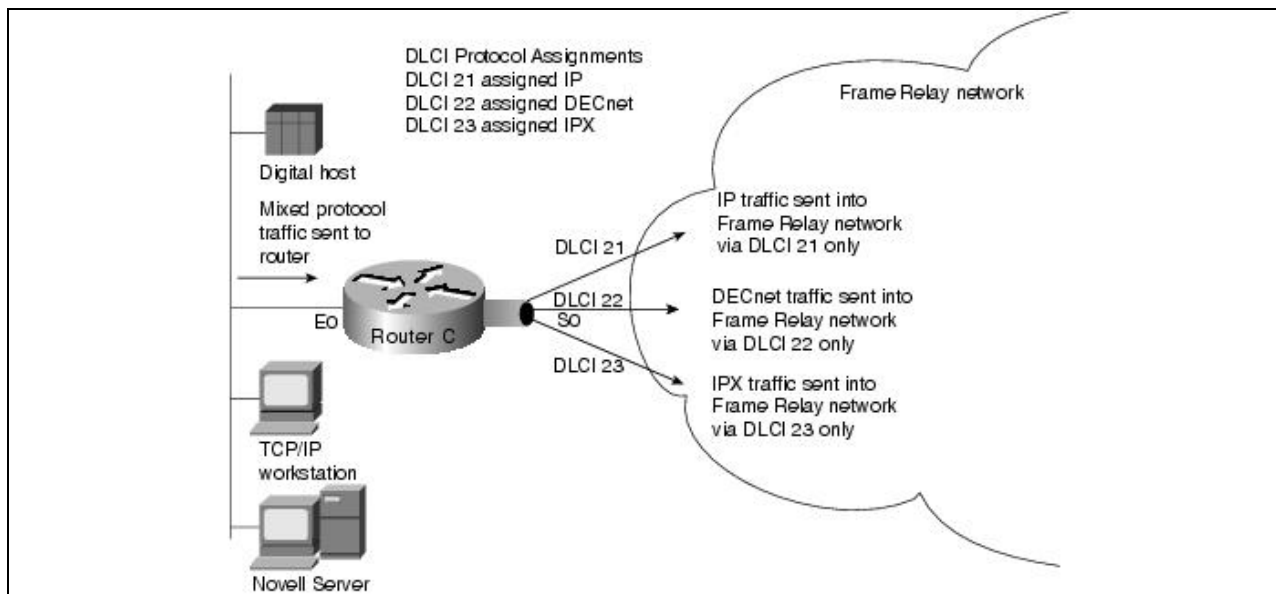 DLCI Protocol Assignments
DLCI 21 assigned IP
DLCI 22 assigned DECnet
DLCI 23 assigned IPX
Frame Relay network
Digital host
Mixed protocol
traffic sent to
router
E0
Router C
S0
DLCI 21
DLCI 22
DLCI 23
IP traffic sent into
Frame Relay network
via DLCI 21 only
DECnet traffic sent into
Frame Relay network
via DLCI 22 only
IPX traffic sent into
Frame Relay network
via DLCI 23 only
TCP/IP
workstation
Novell Server